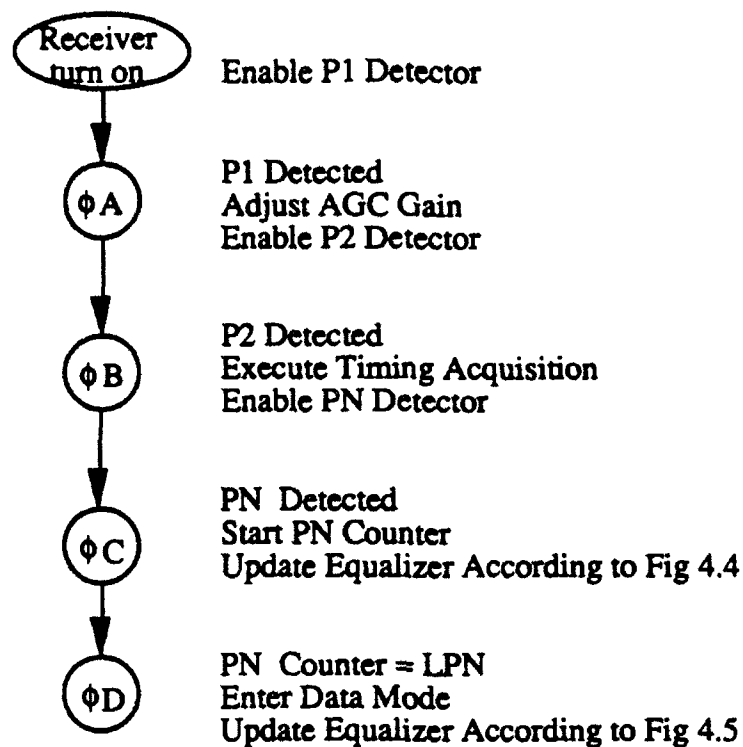 Receiver
turn on
Enable P1 Detector
ϕA
P1 Detected
Adjust AGC Gain
Enable P2 Detector
ϕB
P2 Detected
Execute Timing Acquisition
Enable PN Detector
ϕC
PN Detected
Start PN Counter
Update Equalizer According to Fig 4.4
ϕD
PN Counter = LPN
Enter Data Mode
Update Equalizer According to Fig 4.5